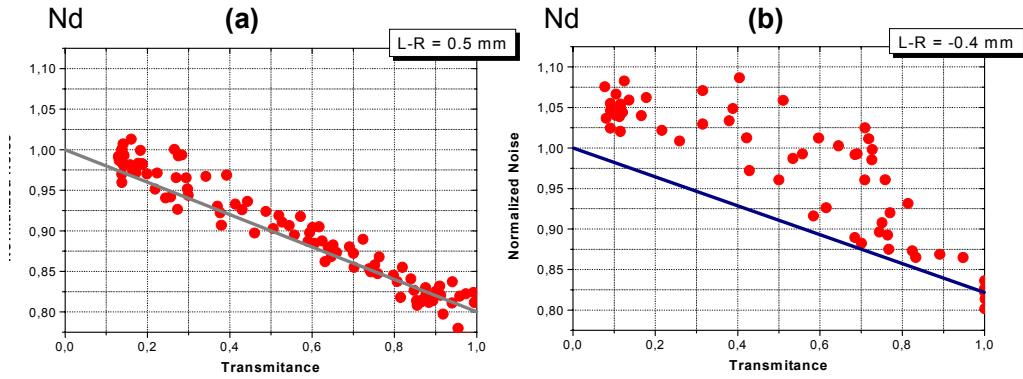 Nd
(a)
L-R = 0.5 mm
1,10
1,05
1,00
0,95
0,90
0,85
0,80
0,0 0,2 0,4 0,6 0,8 1,0
Transmitance
Nd
(b)
L-R = -0.4 mm
Normalized Noise
1,10
1,05
1,00
0,95
0,90
0,85
0,80
0,0 0,2 0,4 0,6 0,8 1,0
Transmitance